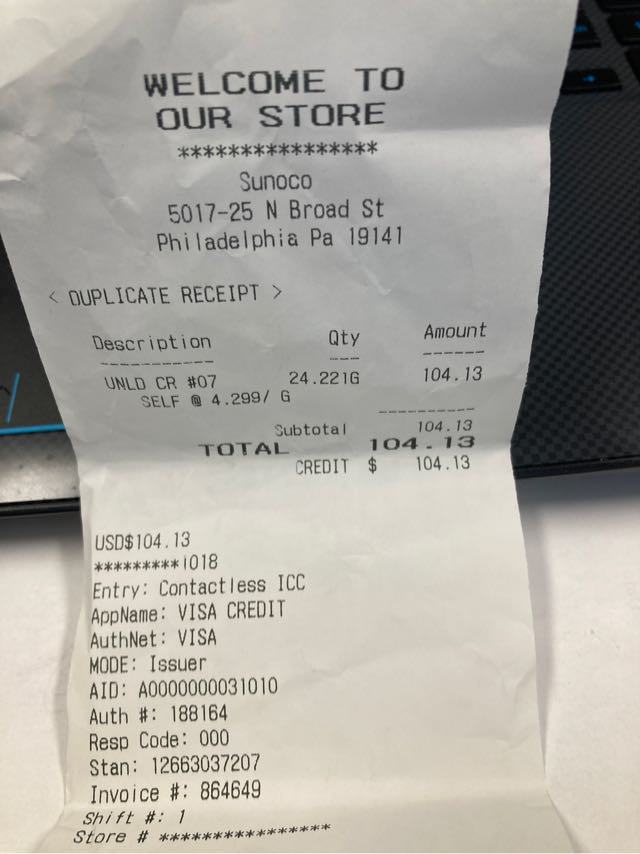 WELCOME TO
OUR STORE
****************
Sunoco
5017-25 N Broad St
Philadelphia Pa 19141
< DUPLICATE RECEIPT >
Description Qty Amount
----------- --- ------
UNLD CR #07 24.221G 104.13
SELF @ 4.299/ G
----------
Subtotal 104.13
TOTAL 104.13
CREDIT $ 104.13
USD$104.13
*********1018
Entry: Contactless ICC
AppName: VISA CREDIT
AuthNet: VISA
MODE: Issuer
AID: A0000000031010
Auth #: 188164
Resp Code: 000
Stan: 12663037207
Invoice #: 864649
Shift #: 1
Store # ****************